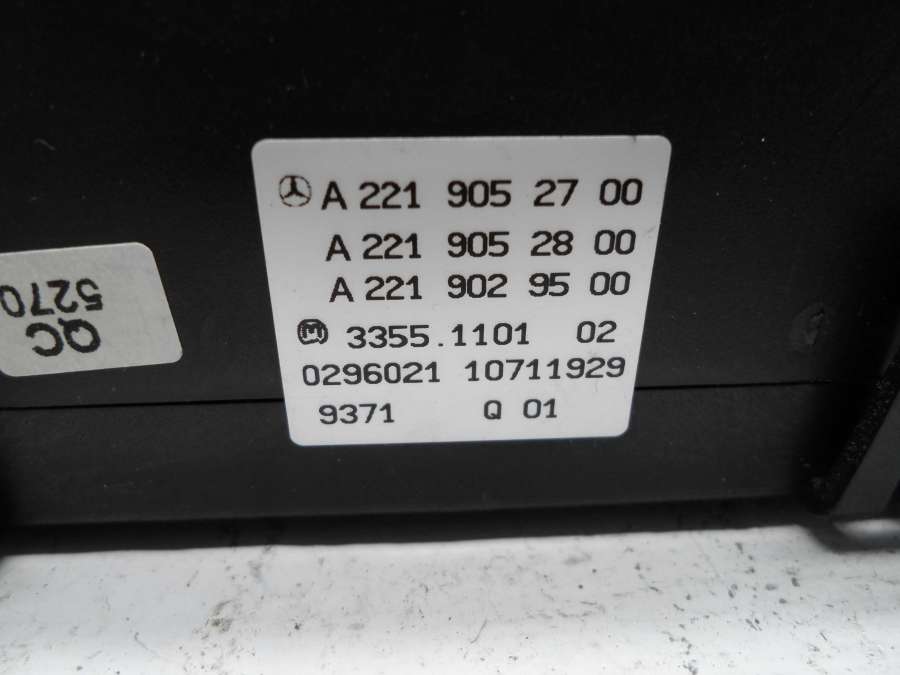 A 221 905 27 00
A 221 905 28 00
A 221 902 95 00
M 3355.1101 02
0296021 10711929
9371 Q 01
QC
5270